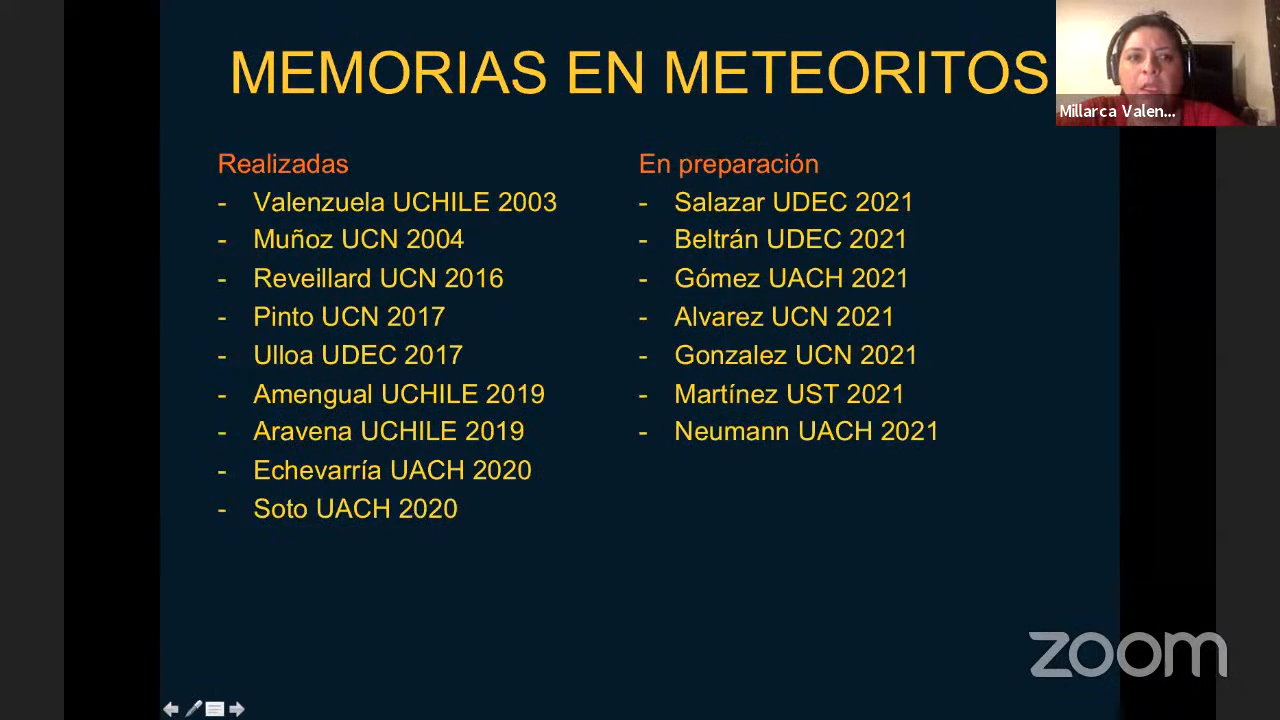 MEMORIAS EN METEORITOS
Millarca Valen...
Realizadas
- Valenzuela UCHILE 2003
- Muñoz UCN 2004
- Reveillard UCN 2016
- Pinto UCN 2017
- Ulloa UDEC 2017
- Amengual UCHILE 2019
- Aravena UCHILE 2019
- Echevarría UACH 2020
- Soto UACH 2020
En preparación
- Salazar UDEC 2021
- Beltrán UDEC 2021
- Gómez UACH 2021
- Alvarez UCN 2021
- Gonzalez UCN 2021
- Martínez UST 2021
- Neumann UACH 2021
zoom